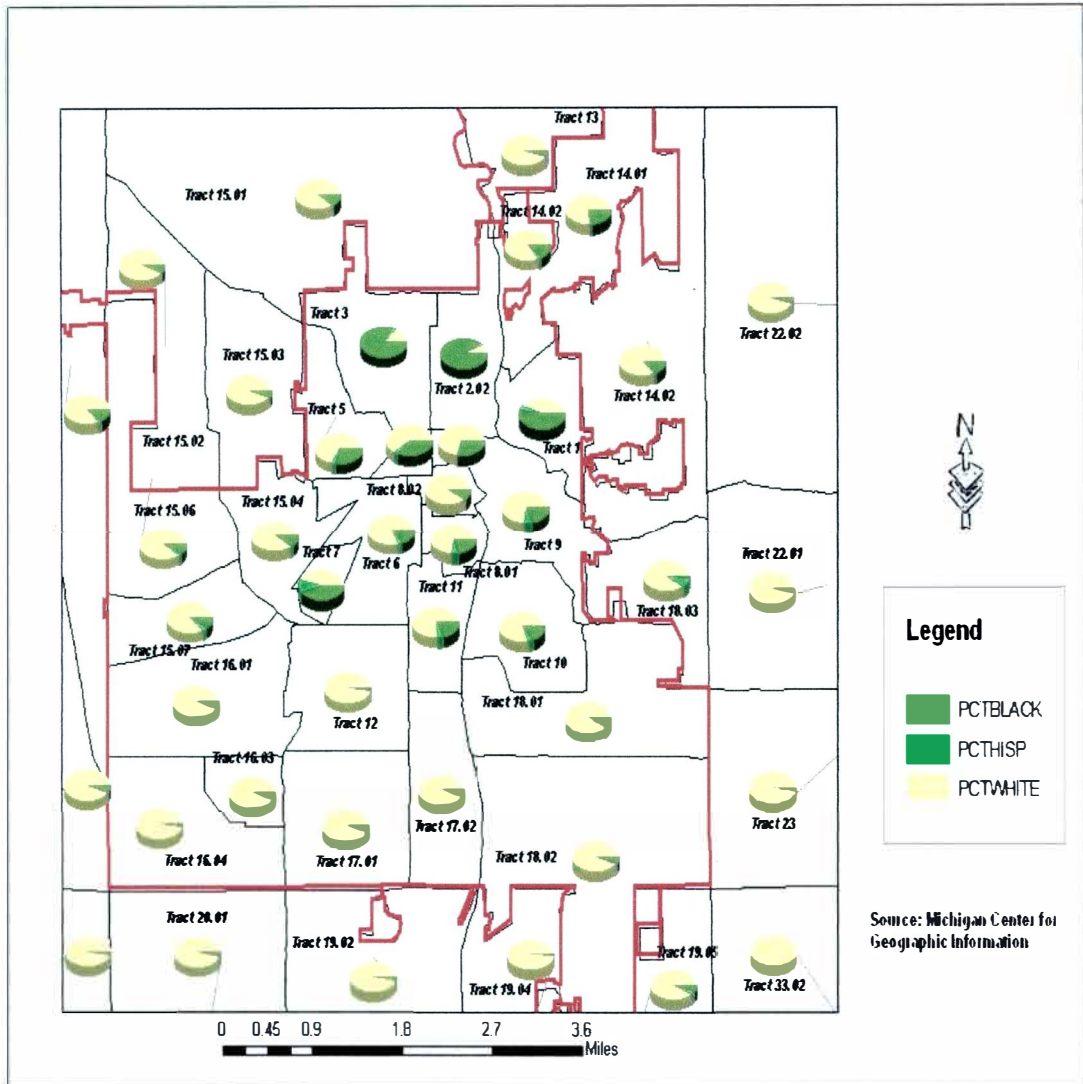 Tract 13
Tract 14.01
Tract 15.01
Tract 14.02
Tract 3
Tract 22.02
Tract 15.03
Tract 2.02
Tract 14.02
Tract 5
Tract 15.02
Tract 1
N
Tract 8.02
Tract 15.04
Tract 15.06
Tract 7
Tract 6
Tract 9
Tract 22.01
Tract 8.01
Tract 11
Tract 18.03
Tract 15.07
Tract 16.01
Tract 10
Legend
Tract 18.01
PCTBLACK
Tract 12
PCTHISP
Tract 16.03
PCTWHITE
Tract 17.02
Tract 23
Tract 16.04
Tract 17.01
Tract 18.02
Tract 20.01
Source: Michigan Center for
Geographic Information
Tract 19.02
Tract 19.04
Tract 33.02
0 0.45 0.9 1.8 2.7 3.6
Miles